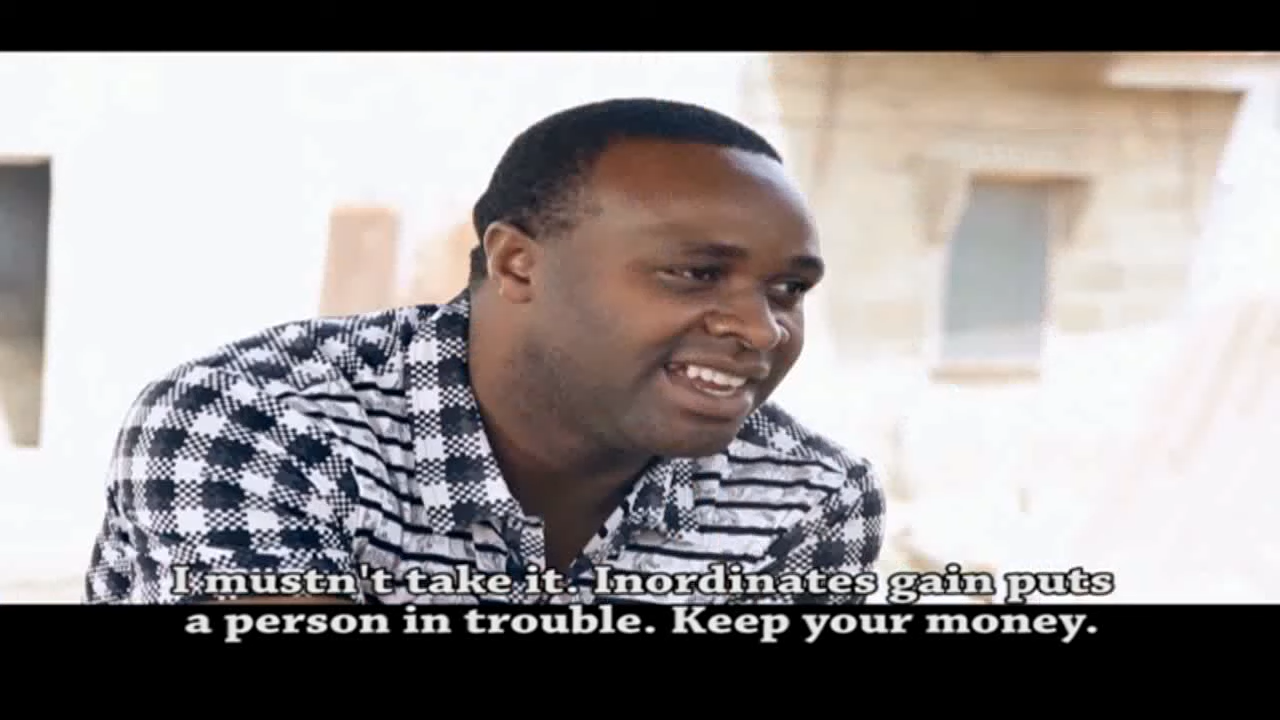 I mustn't take it. Inordinates gain puts
a person in trouble. Keep your money.